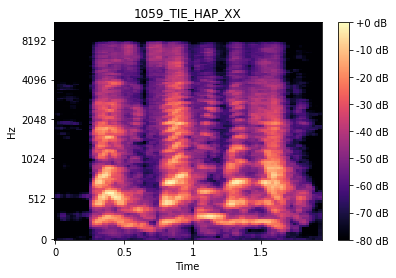 1059_TIE_HAP_XX
+0 dB
8192
-10 dB
4096
-20 dB
-30 dB
2048
Hz
-40 dB
1024
-50 dB
512
-60 dB
-70 dB
0
-80 dB
0 0.5 1 1.5
Time